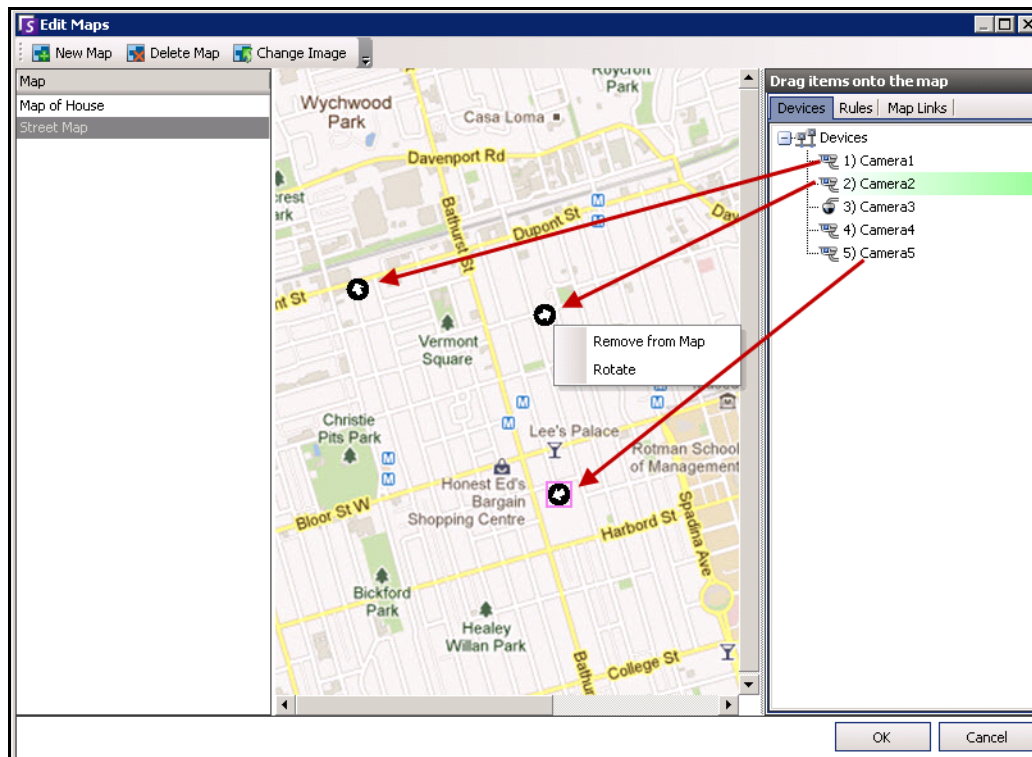 Edit Maps
New Map
Delete Map
Change Image
Map
Map of House
Street Map
Roycroft
Park
Wychwood
Park
Casa Loma
Davenport Rd
crest
ark
Bathurst St
Dupont St
Dav
nt St
M
M
Vermont
Square
Remove from Map
Rotate
M
M
M
Christie
Pits Park
M
M
Lee's Palace
Rotman School
of Management
Honest Ed's
Bargain
Shopping Centre
Bloor St W
Harbord St
Spadina Ave
Bickford
Park
Healey
Willan Park
Bathur
College St
Drag items onto the map
Devices
Rules
Map Links
Devices
1) Camera1
2) Camera2
3) Camera3
4) Camera4
5) Camera5
OK
Cancel